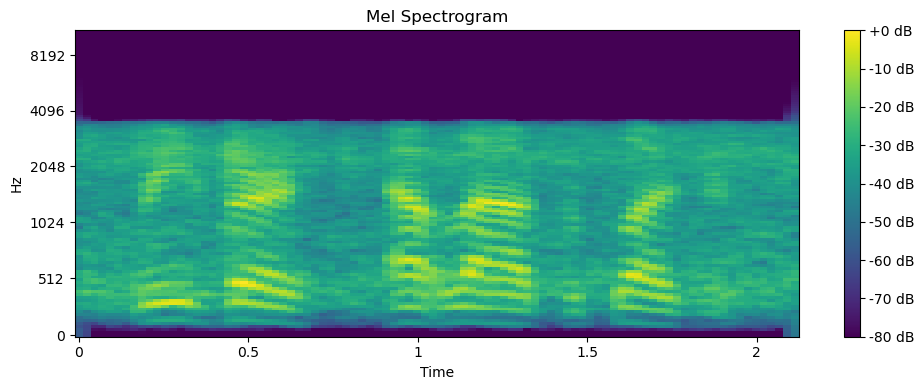 Mel Spectrogram
8192
4096
2048
1024
512
0
Hz
0
0.5
1
1.5
2
Time
+0 dB
-10 dB
-20 dB
-30 dB
-40 dB
-50 dB
-60 dB
-70 dB
-80 dB